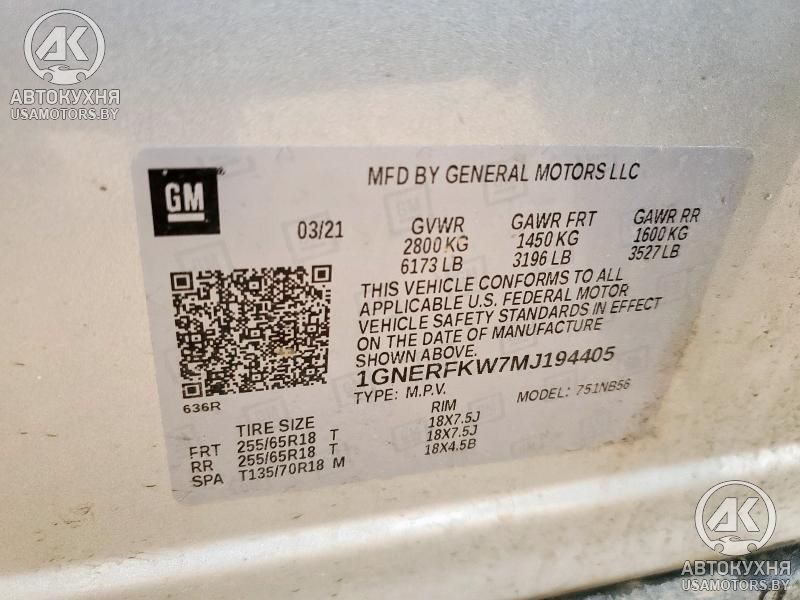 АВТОКУХНЯ
USAMOTORS.BY
GM
MFD BY GENERAL MOTORS LLC
03/21
GVWR GAWR FRT GAWR RR
2800 KG 1450 KG 1600 KG
6173 LB 3196 LB 3527 LB
THIS VEHICLE CONFORMS TO ALL
APPLICABLE U.S. FEDERAL MOTOR
VEHICLE SAFETY STANDARDS IN EFFECT
ON THE DATE OF MANUFACTURE
SHOWN ABOVE.
1GNERFKW7MJ194405
TYPE: M.P.V. MODEL: 751NB56
636R
TIRE SIZE RIM
FRT 255/65R18 T 18X7.5J
RR 255/65R18 T 18X7.5J
SPA T135/70R18 M 18X4.5B
АК
АВТОКУХНЯ
USAMOTORS.BY